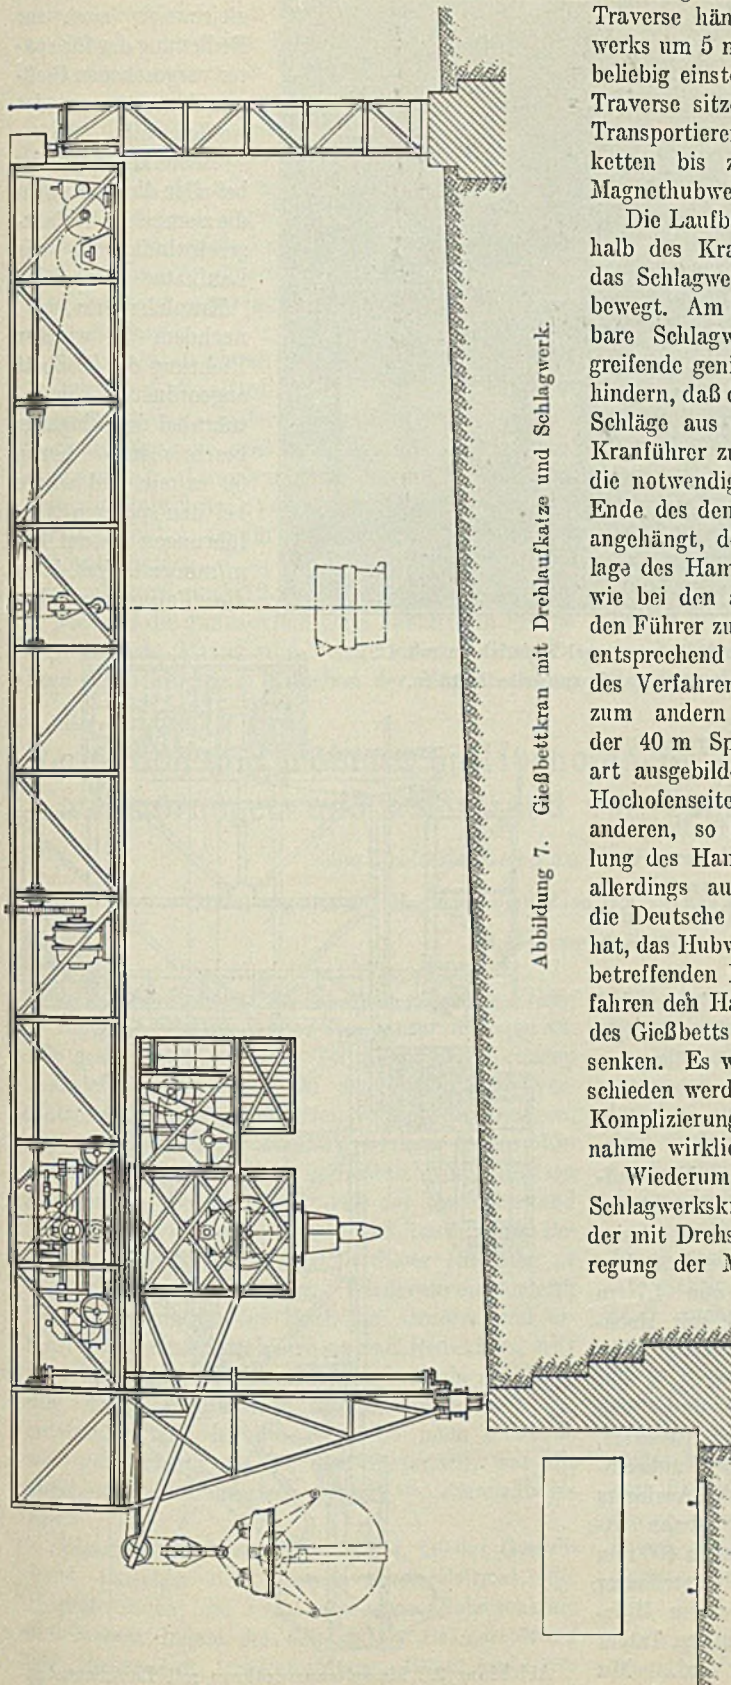 Traverse hän
werks um 5 m
beliebig einste
Traverse sitze
Transportieren
ketten bis z
Magnethubwe
Die Laufb
halb des Kra
das Schlagwe
bewegt. Am
bare Schlagw
greifende geni
hindern, daß d
Schläge aus
Kranführer zu
die notwendig
Ende des den
angehängt, de
lage des Ham
wie bei den a
den Führer zu
entsprechend
des Verfahren
zum andern
der 40 m Sp
art ausgebild
Hochofenseite
anderen, so
lung des Ham
allerdings au
die Deutsche
hat, das Hubw
betreffenden
fahren den Ha
des Gießbetts
senken. Es w
schieden werd
Komplizierung
nahme wirklic
Wiederum
Schlagwerkskr
der mit Drehs
regung der M
Abbildung 7. Gießbettkran mit Drehlaufkatze und Schlagwerk.